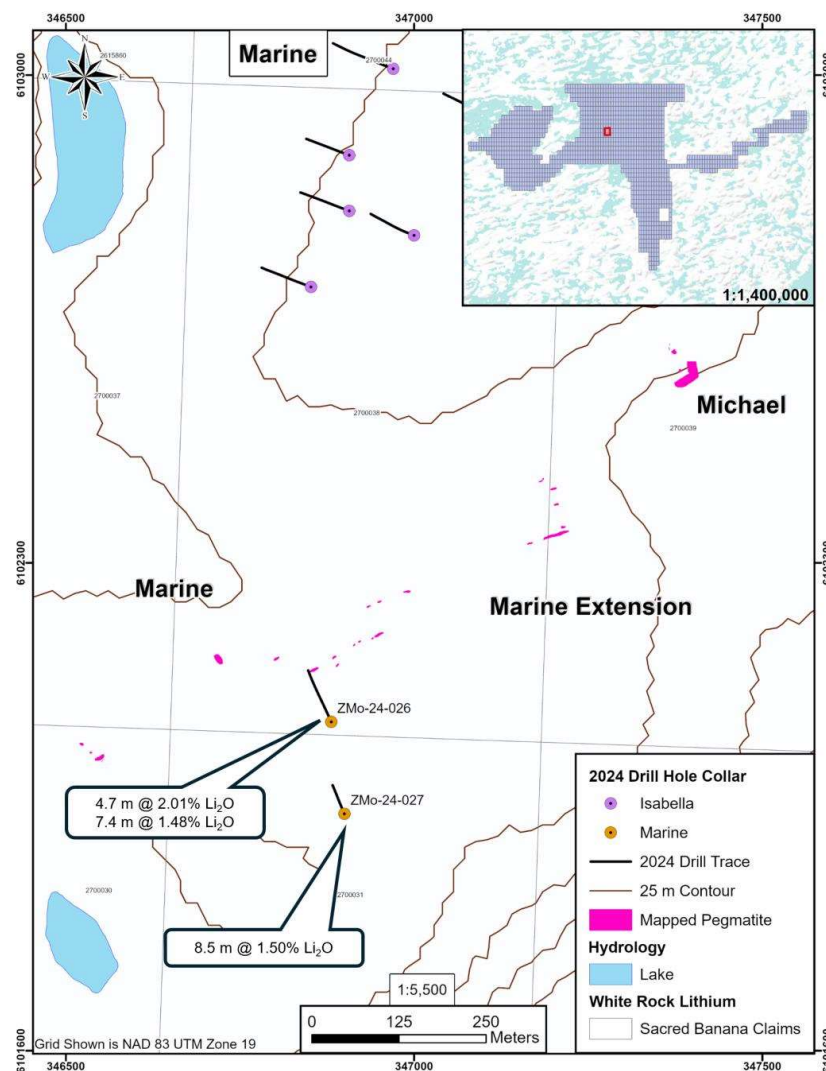 346500
347000
347500
Marine
N
W
E
S
2615860
2700044
6103000
6103000
1:1,400,000
2700037
2700038
Michael
2700039
6102300
6102300
Marine
Marine Extension
ZMo-24-026
4.7 m @ 2.01% Li₂O
7.4 m @ 1.48% Li₂O
ZMo-24-027
2700030
2700031
8.5 m @ 1.50% Li₂O
2024 Drill Hole Collar
Isabella
Marine
2024 Drill Trace
25 m Contour
Mapped Pegmatite
Hydrology
Lake
White Rock Lithium
Sacred Banana Claims
1:5,500
0
125
250
Meters
Grid Shown is NAD 83 UTM Zone 19
6101600
6101600
346500
347000
347500